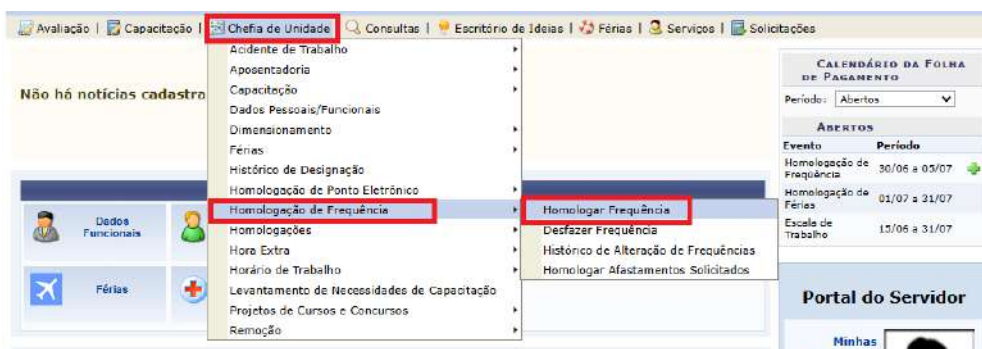 Avaliação | Capacitação | Chefia de Unidade | Consultas | Escritório de Ideias | Férias | Serviços | Solicitações
Não há notícias cadastra
Acidente de Trabalho
Aposentadoria
Capacitação
Dados Pessoais/Funcionais
Dimensionamento
Férias
Histórico de Designação
Homologação de Ponto Eletrônico
Homologação de Frequência
Homologações
Hora Extra
Horário de Trabalho
Levantamento de Necessidades de Capacitação
Projetos de Cursos e Concursos
Remoção
Homologar Frequência
Desfazer Frequência
Histórico de Alteração de Frequências
Homologar Afastamentos Solicitados
Dados
Funcionais
Férias
CALENDÁRIO DA FOLHA
DE PAGAMENTO
Período: Abertos
ABERTOS
Evento Período
Homologação de
Frequência 30/06 a 05/07
Homologação de
Férias 01/07 a 31/07
Escala de
Trabalho 15/06 a 31/07
Portal do Servidor
Minhas